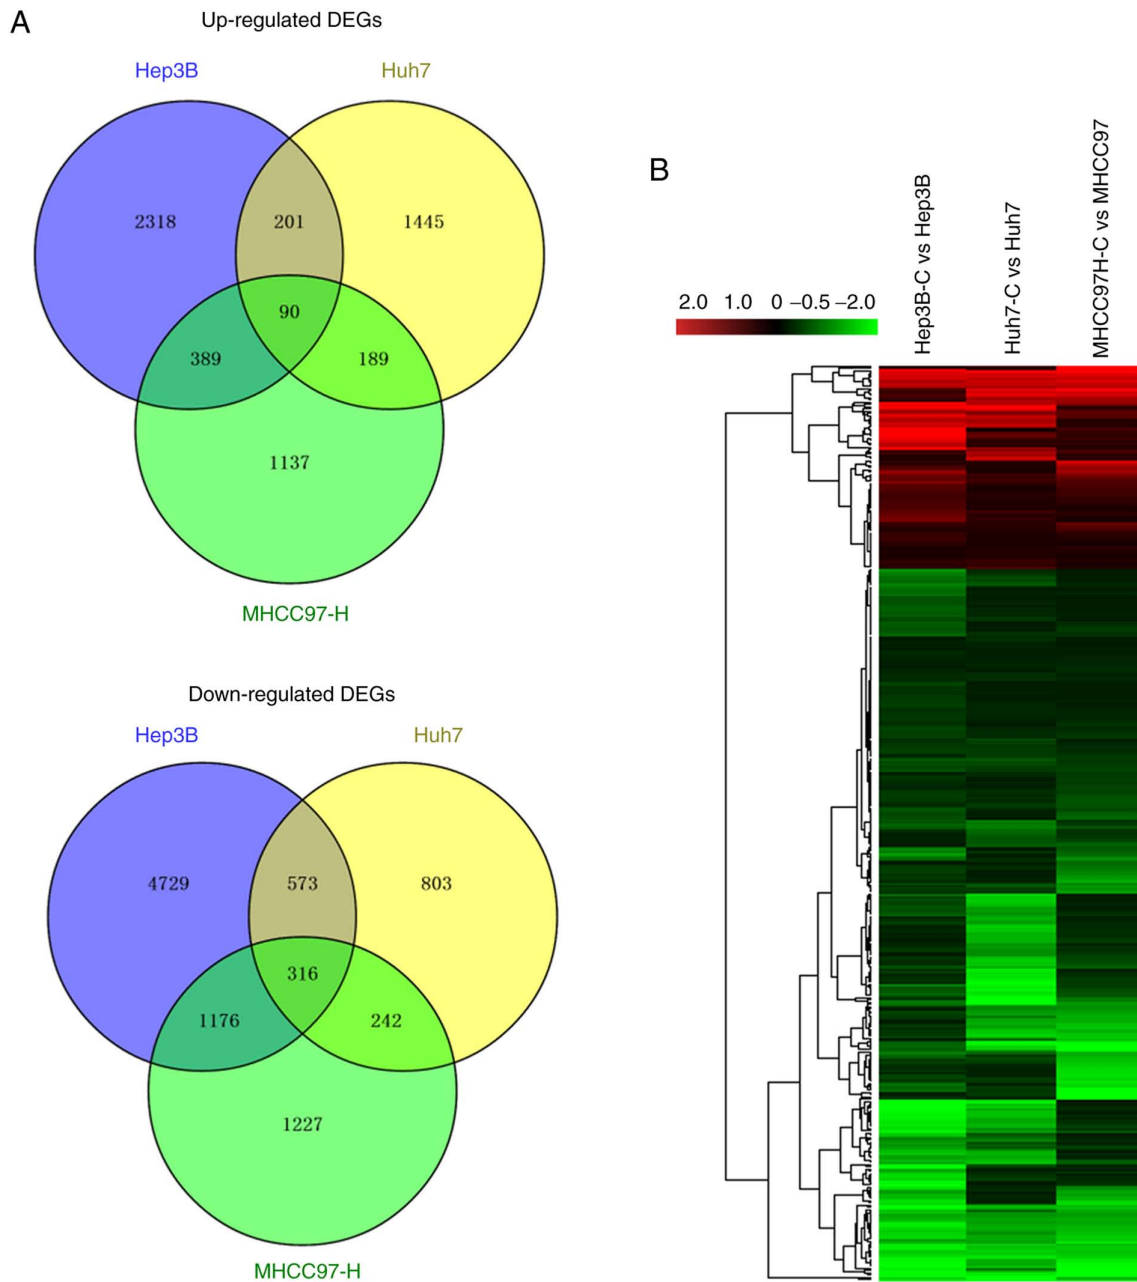 A
Up-regulated DEGs
Hep3B
Huh7
2318
201
1445
90
389
189
1137
MHCC97-H
Down-regulated DEGs
Hep3B
Huh7
4729
573
803
316
1176
242
1227
MHCC97-H
B
2.0 1.0 0 −0.5 −2.0
Hep3B-C vs Hep3B
Huh7-C vs Huh7
MHCC97H-C vs MHCC97